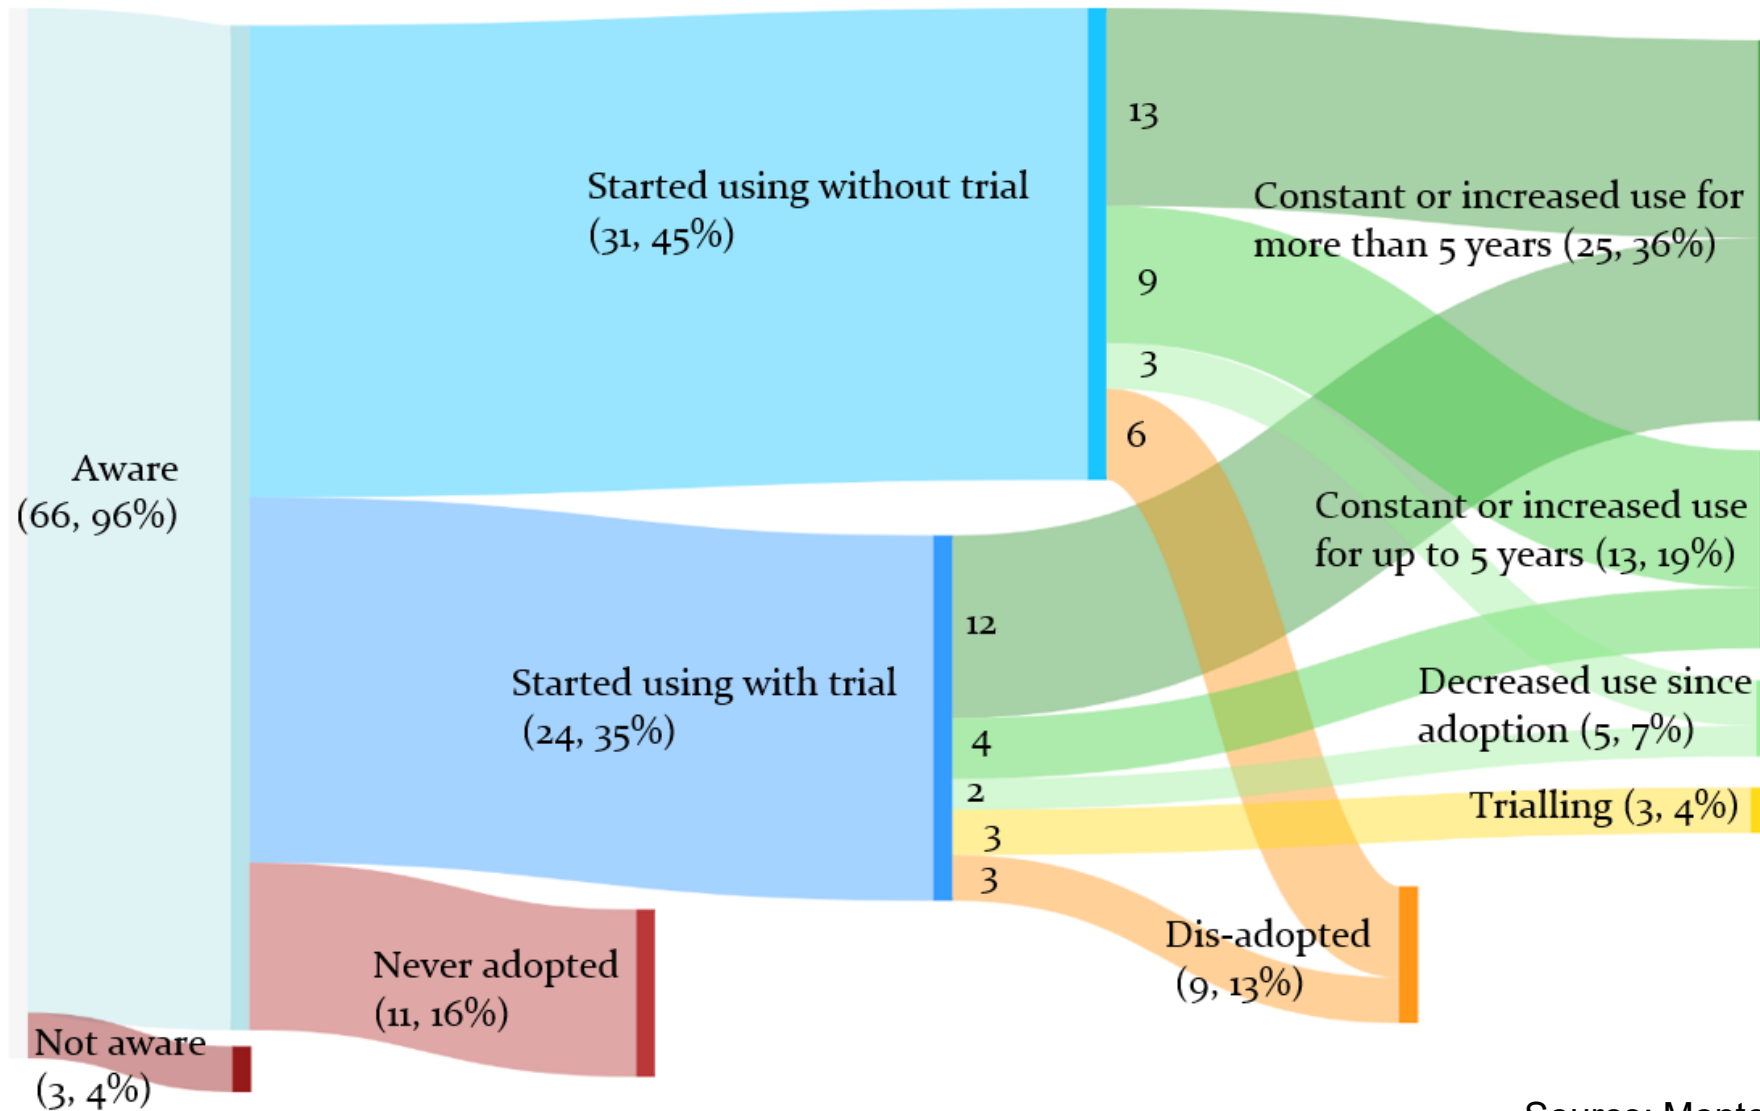 Aware
(66, 96%)
Not aware
(3, 4%)
Started using without trial
(31, 45%)
Started using with trial
(24, 35%)
Never adopted
(11, 16%)
13
9
3
6
12
4
2
3
3
Constant or increased use for
more than 5 years (25, 36%)
Constant or increased use
for up to 5 years (13, 19%)
Decreased use since
adoption (5, 7%)
Trialling (3, 4%)
Dis-adopted
(9, 13%)
Source: